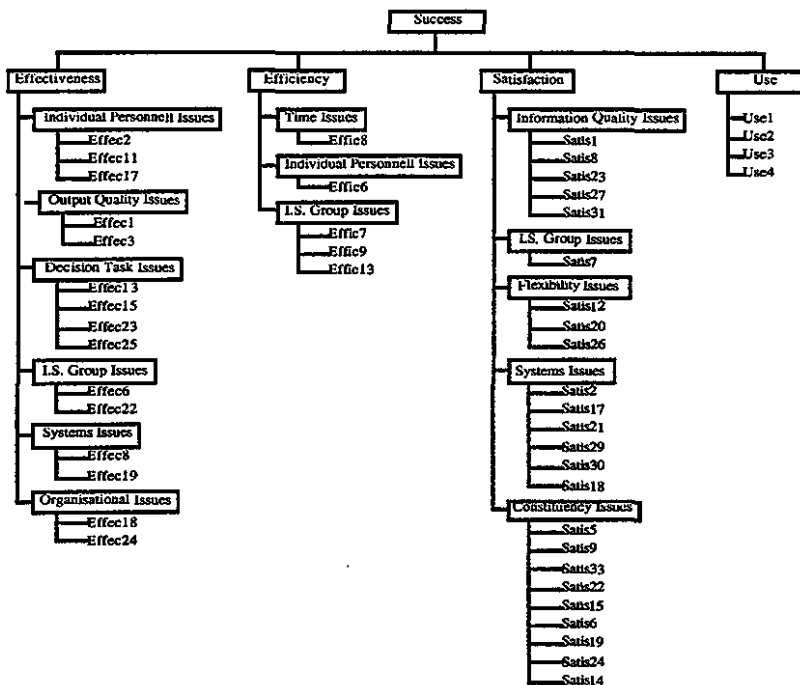 Success
Effectiveness
Individual Personnell Issues
Effec2
Effec11
Effec17
Output Quality Issues
Effec1
Effec3
Decision Task Issues
Effec13
Effec15
Effec23
Effec25
I.S. Group Issues
Effec6
Effec22
Systems Issues
Effec8
Effec19
Organisational Issues
Effec18
Effec24
Efficiency
Time Issues
Effic8
Individual Personnell Issues
Effic6
I.S. Group Issues
Effic7
Effic9
Effic13
Satisfaction
Information Quality Issues
Satis1
Satis8
Satis23
Satis27
Satis31
I.S. Group Issues
Satis7
Flexibility Issues
Satis12
Satis20
Satis26
Systems Issues
Satis2
Satis17
Satis21
Satis29
Satis30
Satis18
Constituency Issues
Satis5
Satis9
Satis33
Satis22
Satis15
Satis6
Satis19
Satis24
Satis14
Use
Use1
Use2
Use3
Use4